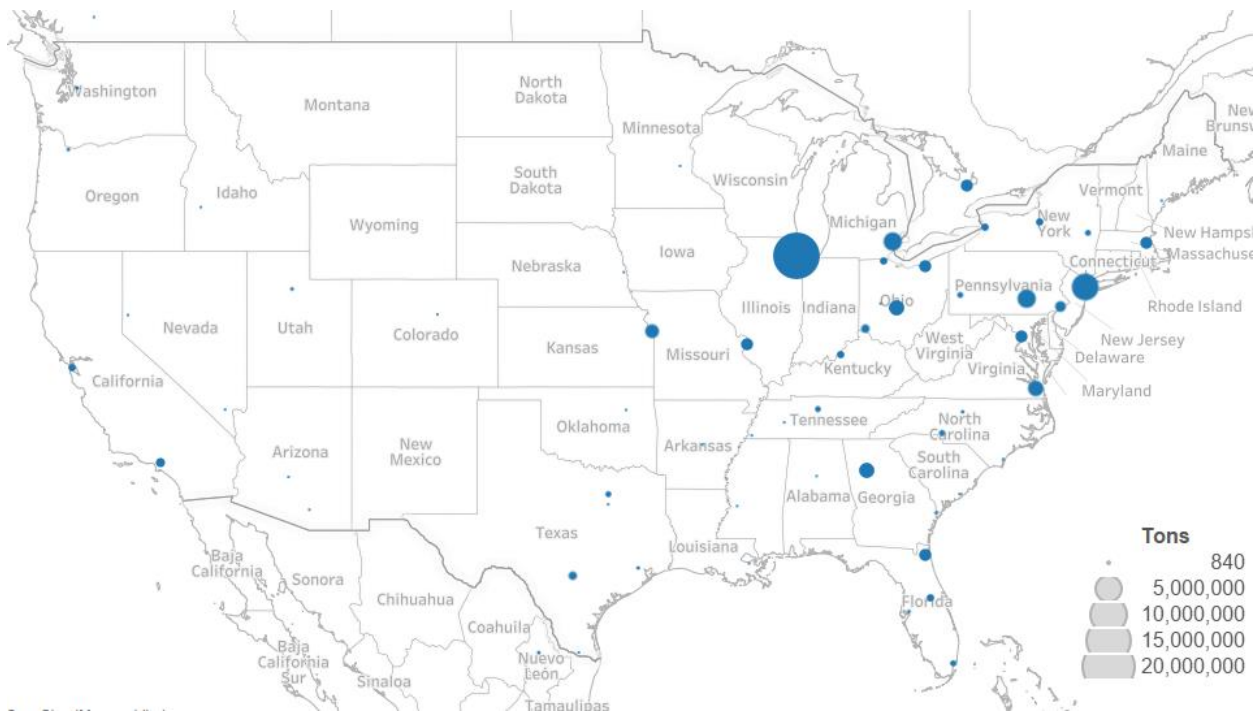 Washington
Montana
North
Dakota
Minnesota
New
Brunsw
Maine
Oregon
Idaho
South
Dakota
Wisconsin
Michigan
Vermont
Wyoming
New
York
New Hampsh
Massachuse
Iowa
Nebraska
Connecticut
Pennsylvania
Rhode Island
Nevada
Utah
Colorado
Illinois
Indiana
Ohio
New Jersey
Delaware
Kansas
Missouri
West
Virginia
Virginia
Kentucky
Maryland
California
Tennessee
North
Carolina
Oklahoma
Arkansas
Arizona
New
Mexico
South
Carolina
Alabama
Georgia
Texas
Louisiana
Baja
California
Sonora
Chihuahua
Coahuila
Florida
Baja
California
Sur
Sinaloa
Nuevo
León
Tamaulipas
Tons
840
5,000,000
10,000,000
15,000,000
20,000,000